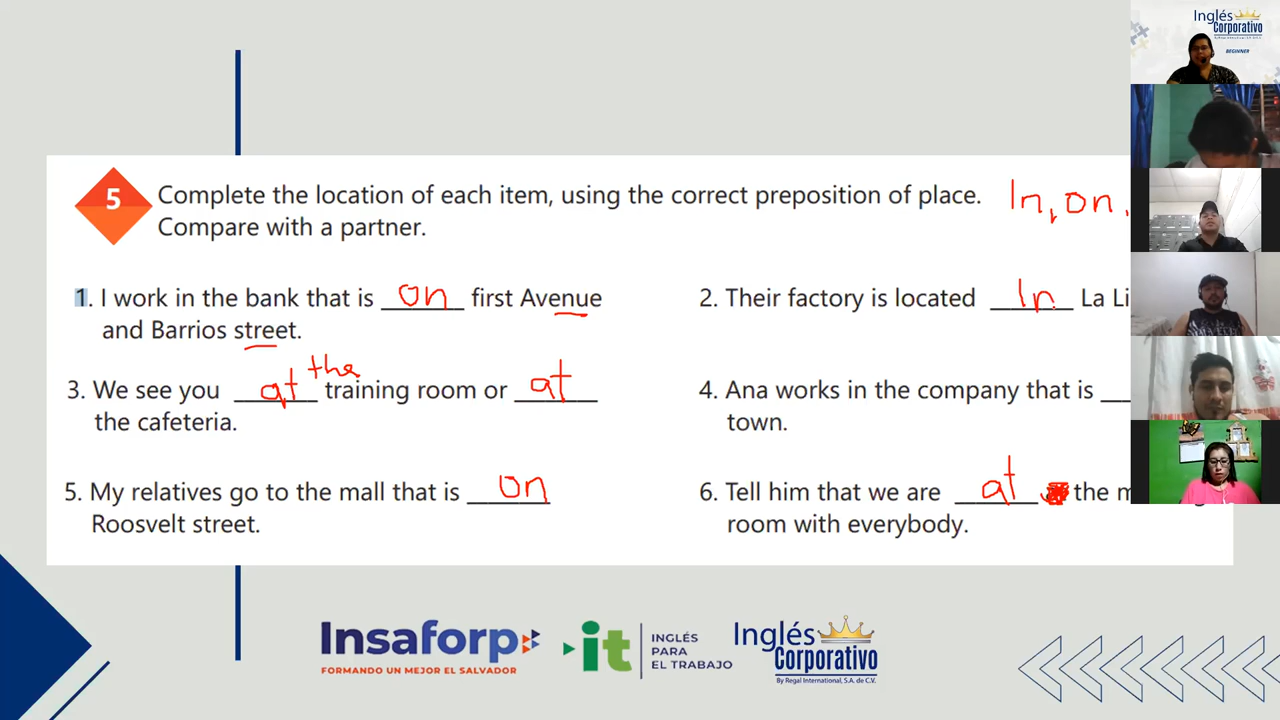 Inglés
Corporativo
BEGINNER
5
Complete the location of each item, using the correct preposition of place.
Compare with a partner.
In, on,
1. I work in the bank that is on first Avenue
and Barrios street.
2. Their factory is located In La Li
the
3. We see you at training room or at
the cafeteria.
4. Ana works in the company that is
town.
5. My relatives go to the mall that is on
Roosvelt street.
6. Tell him that we are at the m
room with everybody.
Insaforp
FORMANDO UN MEJOR EL SALVADOR
it
INGLÉS
PARA
EL TRABAJO
Inglés
Corporativo
By Regal International, S.A. de C.V.